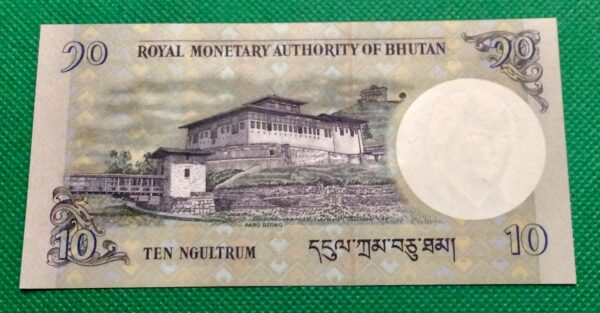 ༡༠ ROYAL MONETARY AUTHORITY OF BHUTAN ༡༠
PARO DZONG
10 TEN NGULTRUM དངུལ་ཀྲམ་བཅུ་ཐམ། 10